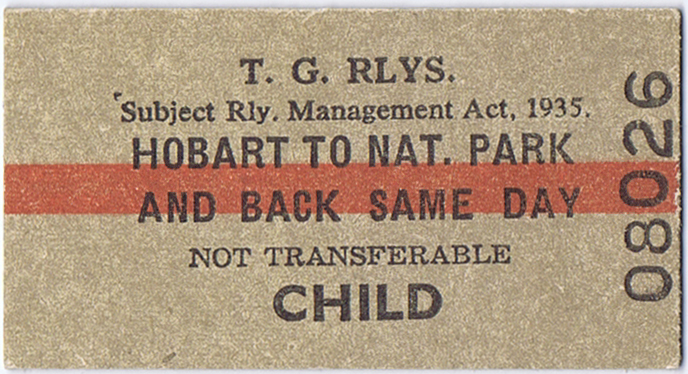 T. G. RLYS.
Subject Rly. Management Act, 1935.
HOBART TO NAT. PARK
AND BACK SAME DAY
NOT TRANSFERABLE
CHILD
08026